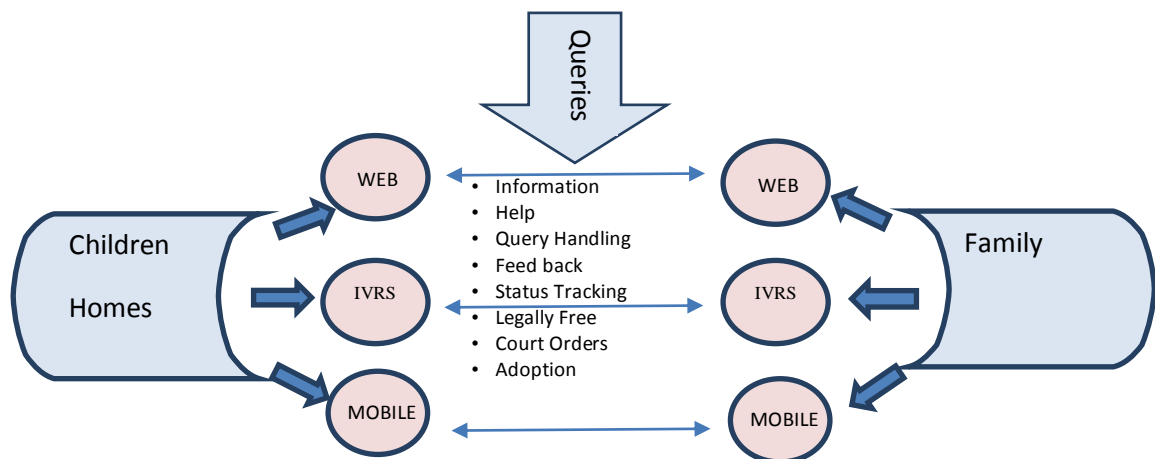 Queries
WEB
WEB
• Information
• Help
• Query Handling
• Feed back
• Status Tracking
• Legally Free
• Court Orders
• Adoption
Children
Homes
Family
IVRS
IVRS
MOBILE
MOBILE